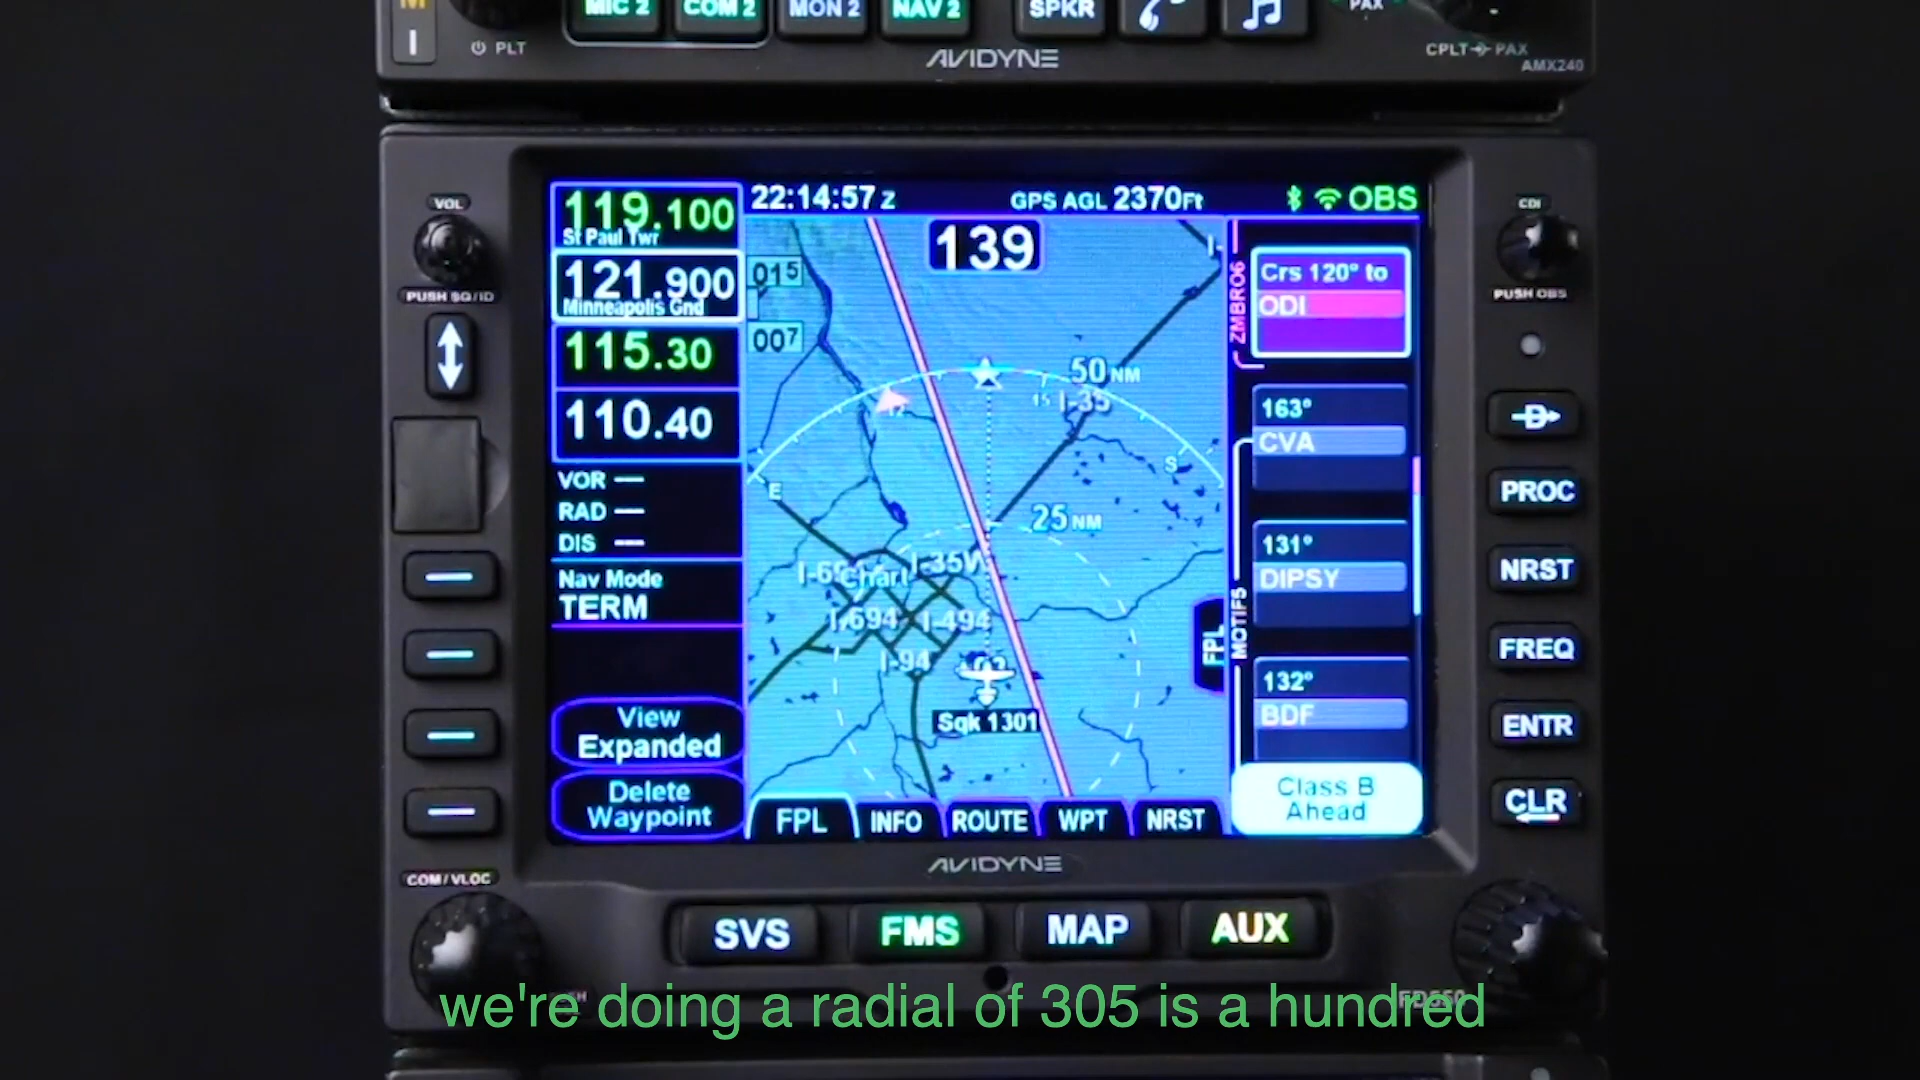 MIC 2 COM 2 MON 2 NAV 2 SPKR PAX
PLT
CPLT PAX
AVIDYNE
AMX240
VOL
PUSH SQ/ID
COM/VLOC
119.100
St Paul Twr
121.900
Minneapolis Gnd
115.30
110.40
VOR
RAD
DIS
Nav Mode
TERM
View
Expanded
Delete
Waypoint
22:14:57 Z
GPS AGL 2370Ft
OBS
139
015
007
50 NM
15
I-35
12
S
E
25 NM
I-35W
Chart
I-694
I-494
I-94
Sqk 1301
FPL
FPL INFO ROUTE WPT NRST
ZMBRO6
Crs 120° to
ODI
163°
CVA
131°
DIPSY
MOTIF5
132°
BDF
Class B
Ahead
CDI
PUSH OBS
D
PROC
NRST
FREQ
ENTR
CLR
AVIDYNE
SVS FMS MAP AUX
we're doing a radial of 305 is a hundred